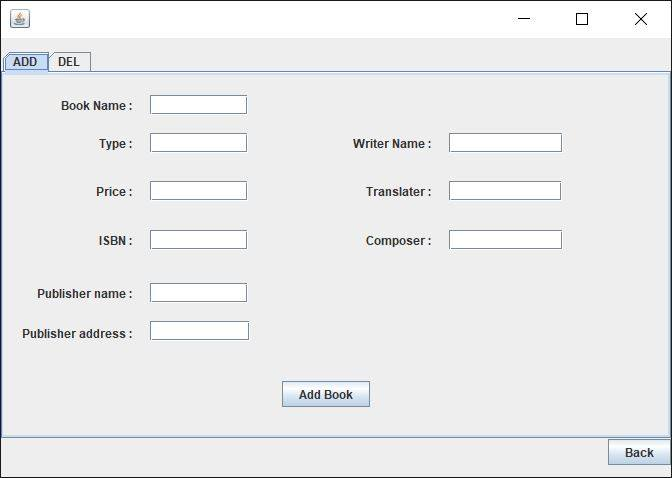 ADD DEL
Book Name :
Type : Writer Name :
Price : Translater :
ISBN : Composer :
Publisher name :
Publisher address :
Add Book
Back